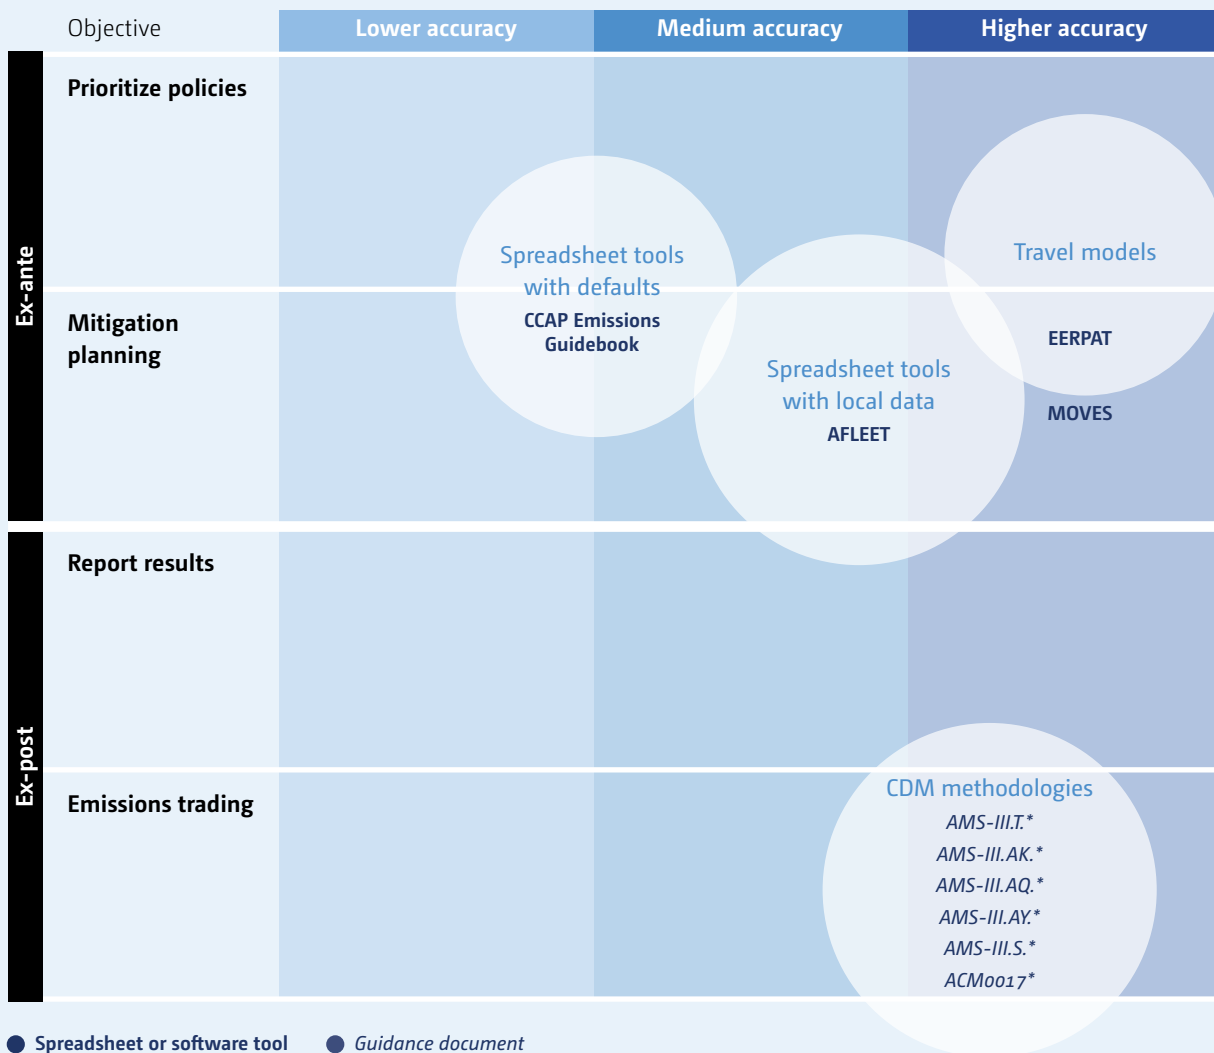 Objective
Lower accuracy
Medium accuracy
Higher accuracy
Ex-ante
Prioritize policies
Spreadsheet tools
with defaults
CCAP Emissions
Guidebook
Travel models
Mitigation
planning
EERPAT
Spreadsheet tools
with local data
AFLEET
MOVES
Ex-post
Report results
Emissions trading
CDM methodologies
AMS-III.T.*
AMS-III.AK.*
AMS-III.AQ.*
AMS-III.AY.*
AMS-III.S.*
ACM0017*
Spreadsheet or software tool
Guidance document